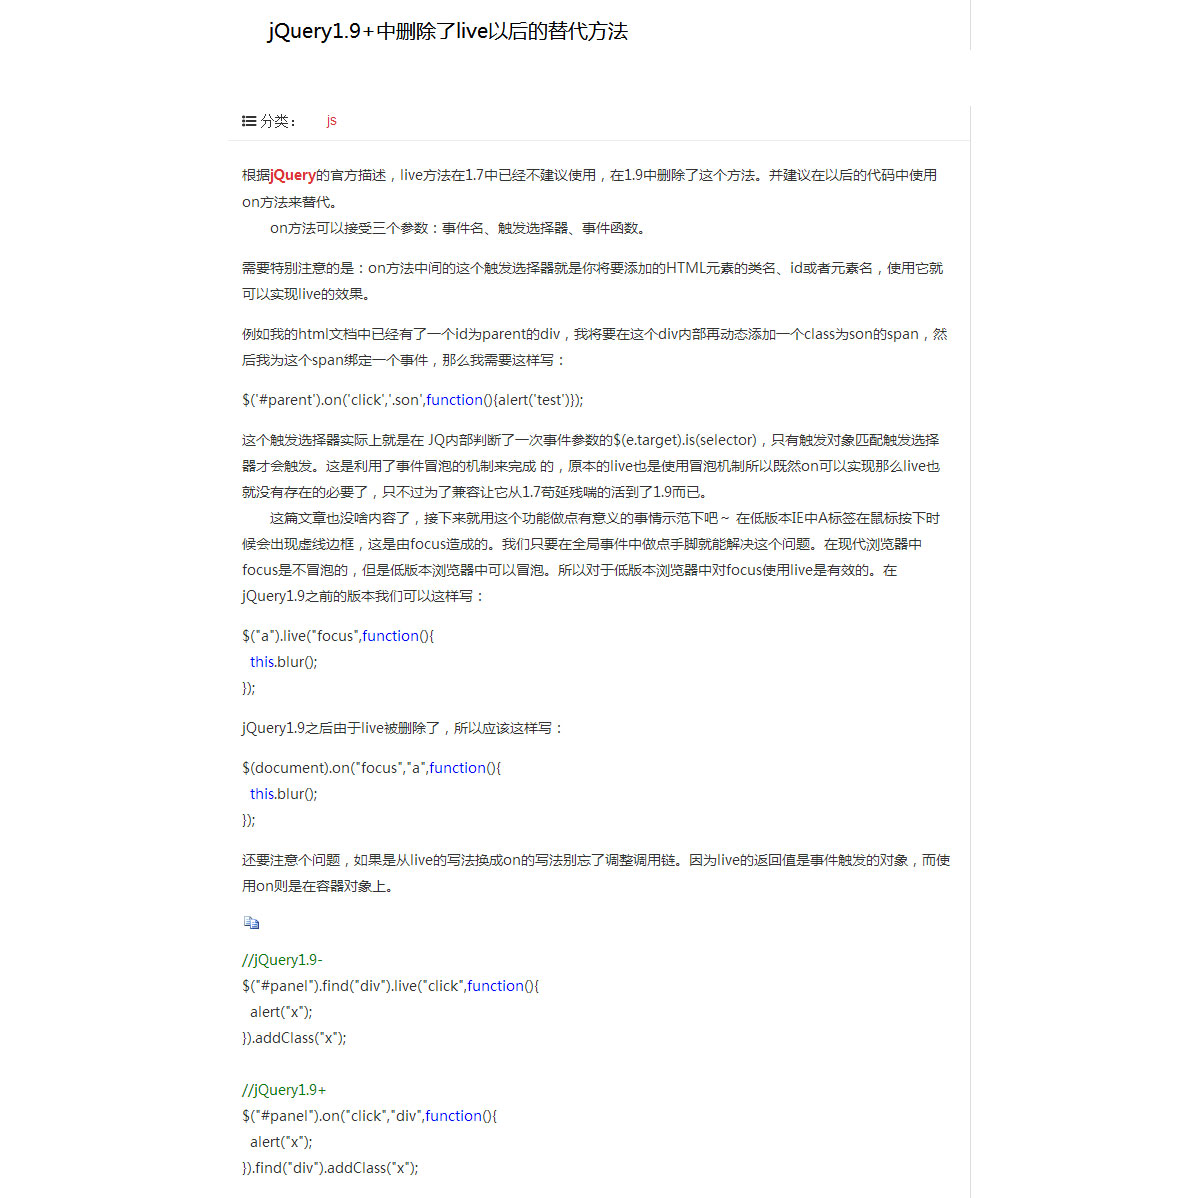 jQuery1.9+中删除了live以后的替代方法
分类： js
根据jQuery的官方描述，live方法在1.7中已经不建议使用，在1.9中删除了这个方法。并建议在以后的代码中使用
on方法来替代。
on方法可以接受三个参数：事件名、触发选择器、事件函数。
需要特别注意的是：on方法中间的这个触发选择器就是你将要添加的HTML元素的类名、id或者元素名，使用它就
可以实现live的效果。
例如我的html文档中已经有了一个id为parent的div，我将要在这个div内部再动态添加一个class为son的span，然
后我为这个span绑定一个事件，那么我需要这样写：
$('#parent').on('click','.son',function(){alert('test')});
这个触发选择器实际上就是在 JQ内部判断了一次事件参数的$(e.target).is(selector)，只有触发对象匹配触发选择
器才会触发。这是利用了事件冒泡的机制来完成 的，原本的live也是使用冒泡机制所以既然on可以实现那么live也
就没有存在的必要了，只不过为了兼容让它从1.7苟延残喘的活到了1.9而已。
这篇文章也没啥内容了，接下来就用这个功能做点有意义的事情示范下吧～ 在低版本IE中A标签在鼠标按下时
候会出现虚线边框，这是由focus造成的。我们只要在全局事件中做点手脚就能解决这个问题。在现代浏览器中
focus是不冒泡的，但是低版本浏览器中可以冒泡。所以对于低版本浏览器中对focus使用live是有效的。在
jQuery1.9之前的版本我们可以这样写：
$("a").live("focus",function(){
this.blur();
});
jQuery1.9之后由于live被删除了，所以应该这样写：
$(document).on("focus","a",function(){
this.blur();
});
还要注意个问题，如果是从live的写法换成on的写法别忘了调整调用链。因为live的返回值是事件触发的对象，而使
用on则是在容器对象上。
//jQuery1.9-
$("#panel").find("div").live("click",function(){
alert("x");
}).addClass("x");
//jQuery1.9+
$("#panel").on("click","div",function(){
alert("x");
}).find("div").addClass("x");